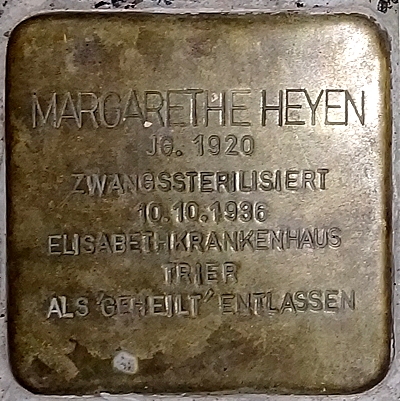 MARGARETHE HEYEN
JG. 1920
ZWANGSSTERILISIERT
10.10.1936
ELISABETHKRANKENHAUS
TRIER
ALS 'GEHEILT' ENTLASSEN